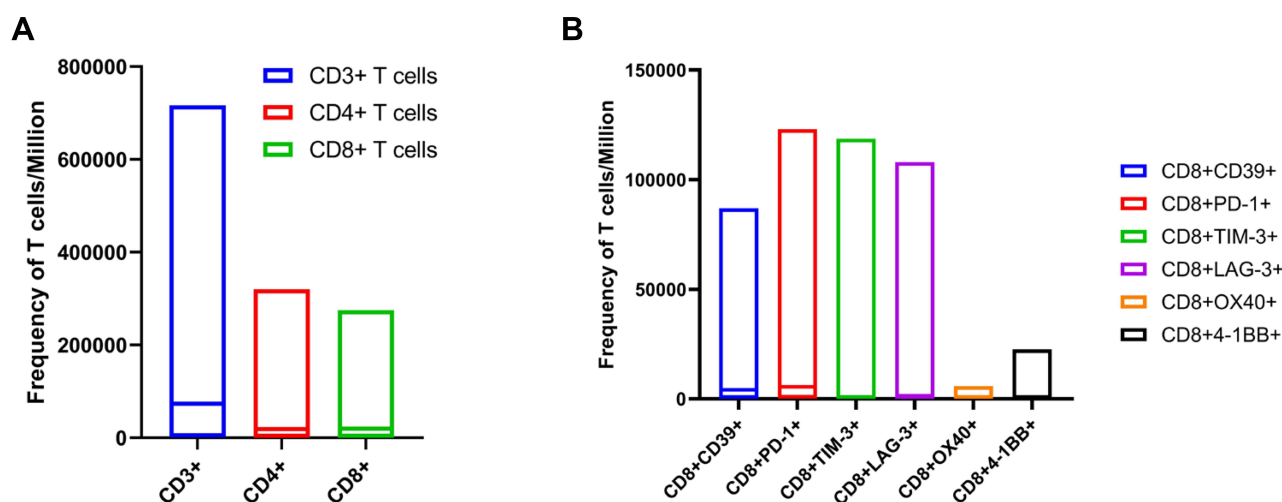 A
Frequency of T cells/Million
800000
600000
400000
200000
0
CD3+ T cells
CD4+ T cells
CD8+ T cells
CD3+
CD4+
CD8+
B
Frequency of T cells/Million
150000
100000
50000
0
CD8+CD39+
CD8+PD-1+
CD8+TIM-3+
CD8+LAG-3+
CD8+OX40+
CD8+4-1BB+
CD8+CD39+
CD8+PD-1+
CD8+TIM-3+
CD8+LAG-3+
CD8+OX40+
CD8+4-1BB+